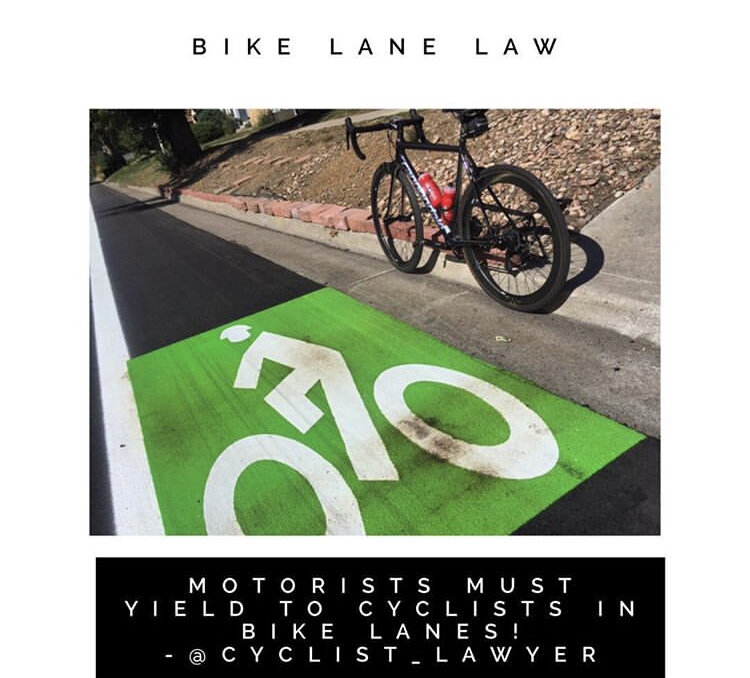 BIKE LANE LAW
MOTORISTS MUST
YIELD TO CYCLISTS IN
BIKE LANES!
- @CYCLIST_LAWYER